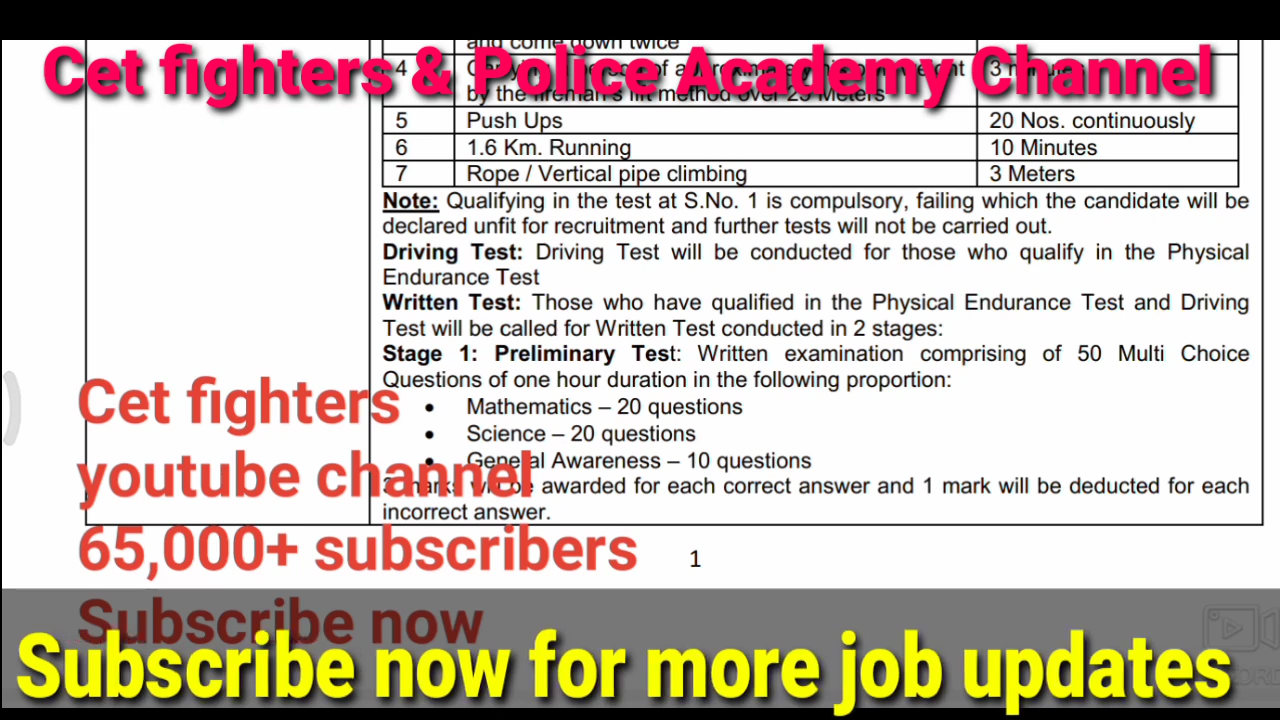 and come down twice
Cet fighters & Police Academy Channel
4
by the fireman's lift method over 25 Meters
5 Push Ups 20 Nos. continuously
6 1.6 Km. Running 10 Minutes
7 Rope / Vertical pipe climbing 3 Meters
Note: Qualifying in the test at S.No. 1 is compulsory, failing which the candidate will be
declared unfit for recruitment and further tests will not be carried out.
Driving Test: Driving Test will be conducted for those who qualify in the Physical
Endurance Test
Written Test: Those who have qualified in the Physical Endurance Test and Driving
Test will be called for Written Test conducted in 2 stages:
Stage 1: Preliminary Test: Written examination comprising of 50 Multi Choice
Questions of one hour duration in the following proportion:
• Mathematics – 20 questions
• Science – 20 questions
• General Awareness – 10 questions
3 marks will be awarded for each correct answer and 1 mark will be deducted for each
incorrect answer.
Cet fighters
youtube channel
65,000+ subscribers
Subscribe now
1
Subscribe now for more job updates